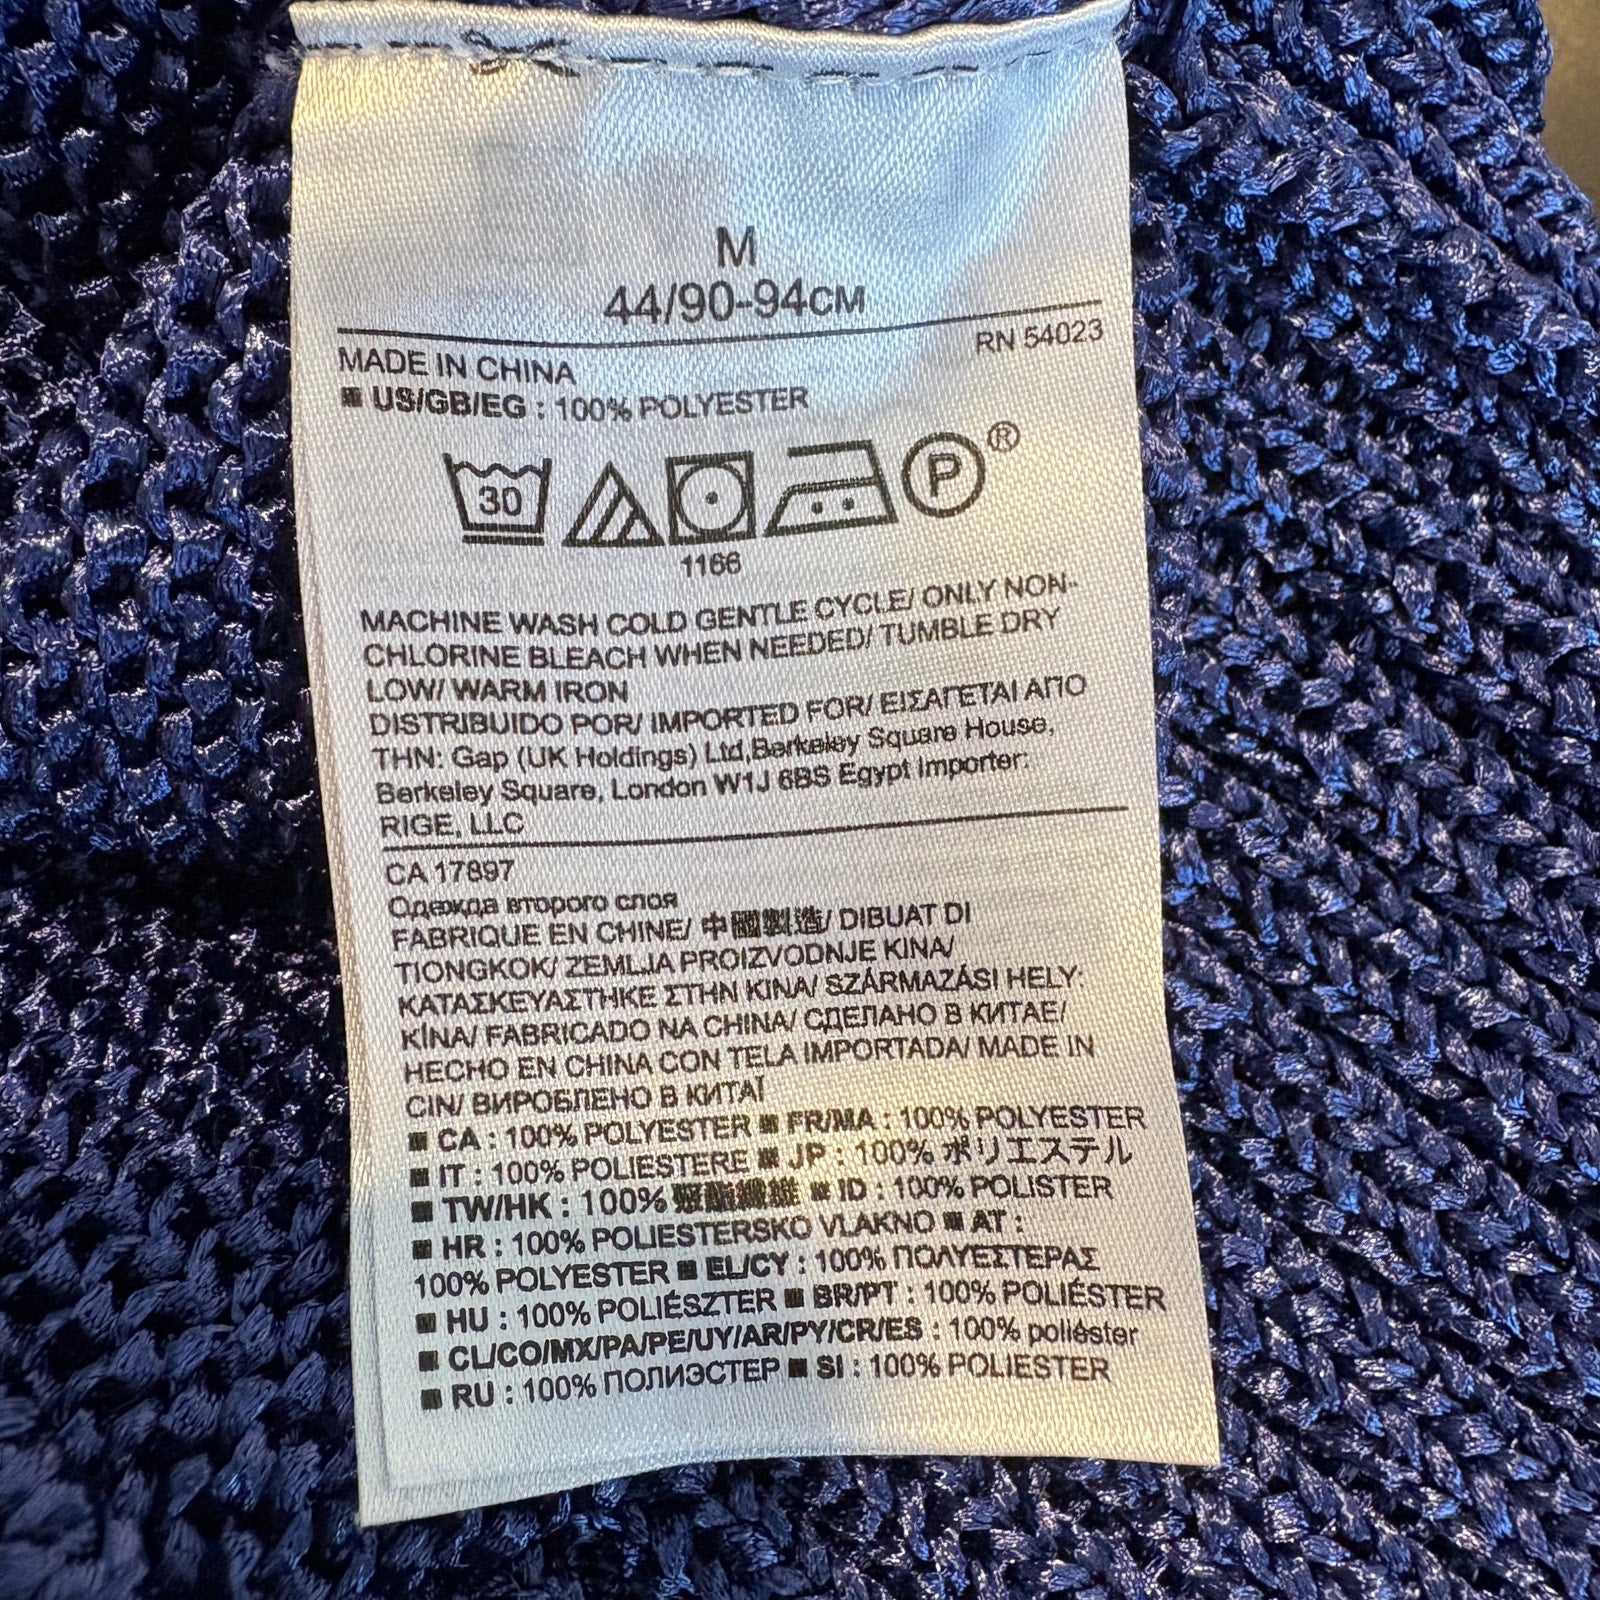 M
44/90-94CM
RN 54023
MADE IN CHINA
■ US/GB/EG : 100% POLYESTER
30
P®
1166
MACHINE WASH COLD GENTLE CYCLE/ ONLY NON-
CHLORINE BLEACH WHEN NEEDED/ TUMBLE DRY
LOW/ WARM IRON
DISTRIBUIDO POR/ IMPORTED FOR/ ΕΙΣΑΓΕΤΑΙ ΑΠΟ
ΤΗΝ: Gap (UK Holdings) Ltd,Berkeley Square House,
Berkeley Square, London W1J 6BS Egypt Importer:
RIGE, LLC
CA 17897
Одежда второго слоя
FABRIQUE EN CHINE/ 中國製造/ DIBUAT DI
TIONGKOK/ ZEMLJA PROIZVODNJE KINA/
ΚΑΤΑΣΚΕΥΑΣΤΗΚΕ ΣΤΗΝ ΚΙΝΑ/ SZÁRMAZÁSI HELY:
KÍNA/ FABRICADO NA CHINA/ СДЕЛАНО В КИТАЕ/
HECHO EN CHINA CON TELA IMPORTADA/ MADE IN
CIN/ ВИРОБЛЕНО В КИТАЇ
■ CA : 100% POLYESTER ■ FR/MA : 100% POLYESTER
■ IT : 100% POLIESTERE ■ JP : 100% ポリエステル
■ TW/HK : 100% 聚酯纖維 ■ ID : 100% POLISTER
■ HR : 100% POLIESTERSKO VLAKNO ■ AT :
100% POLYESTER ■ EL/CY : 100% ΠΟΛΥΕΣΤΕΡΑΣ
■ HU : 100% POLIÉSZTER ■ BR/PT : 100% POLIÉSTER
■ CL/CO/MX/PA/PE/UY/AR/PY/CR/ES : 100% poliéster
■ RU : 100% ПОЛИЭСТЕР ■ SI : 100% POLIESTER